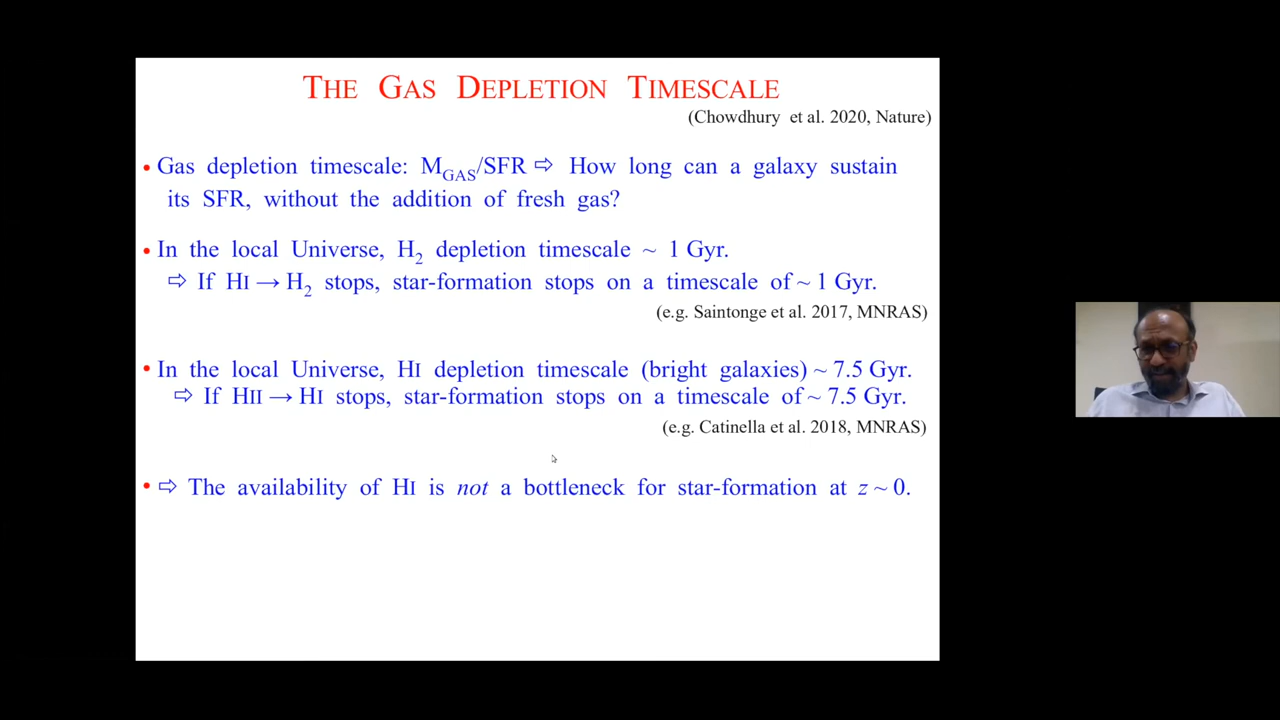 THE GAS DEPLETION TIMESCALE
(Chowdhury et al. 2020, Nature)
• Gas depletion timescale: M_GAS/SFR ⇨ How long can a galaxy sustain
its SFR, without the addition of fresh gas?
• In the local Universe, H₂ depletion timescale ~ 1 Gyr.
⇨ If HI → H₂ stops, star-formation stops on a timescale of ~ 1 Gyr.
(e.g. Saintonge et al. 2017, MNRAS)
• In the local Universe, HI depletion timescale (bright galaxies) ~ 7.5 Gyr.
⇨ If HII → HI stops, star-formation stops on a timescale of ~ 7.5 Gyr.
(e.g. Catinella et al. 2018, MNRAS)
• ⇨ The availability of HI is not a bottleneck for star-formation at z ~ 0.